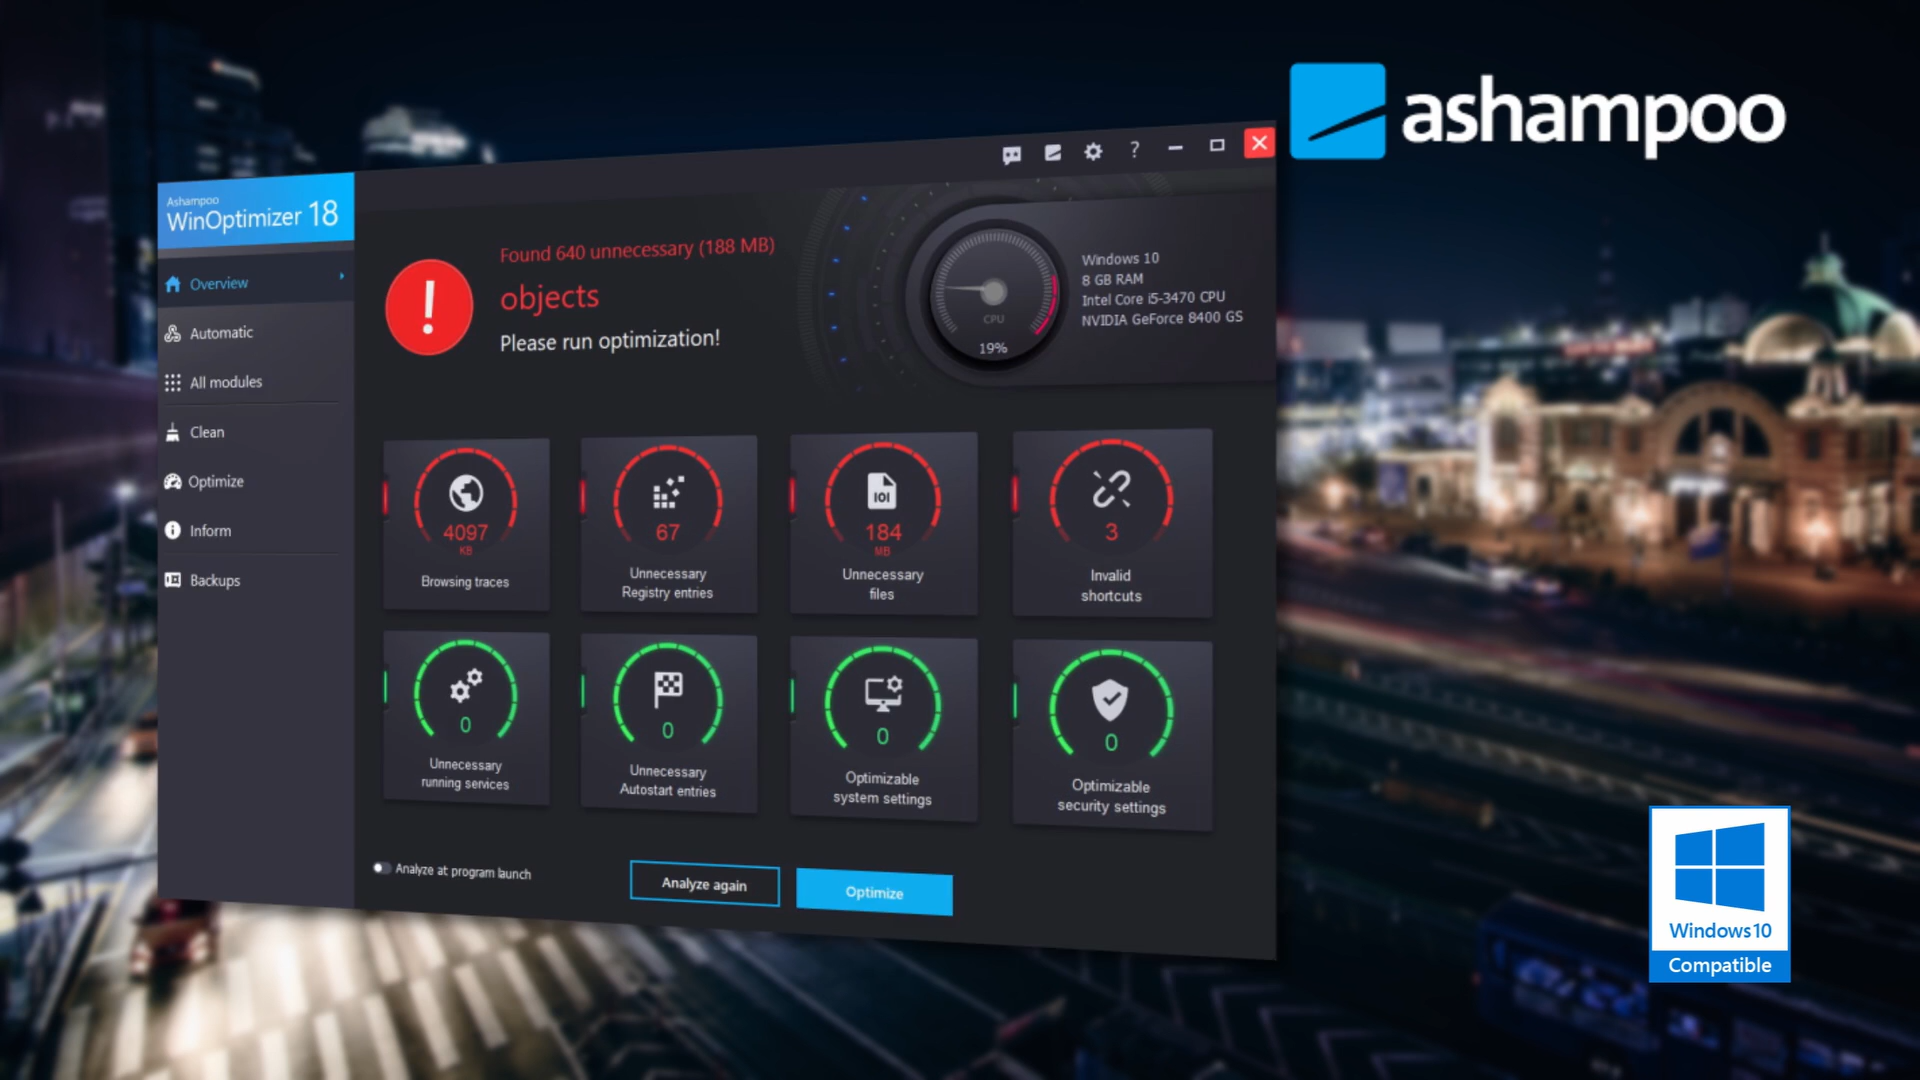 ashampoo
Ashampoo
WinOptimizer 18
Overview
Automatic
All modules
Clean
Optimize
Inform
Backups
?
Found 640 unnecessary (188 MB)
objects
Please run optimization!
CPU
19%
Windows 10
8 GB RAM
Intel Core i5-3470 CPU
NVIDIA GeForce 8400 GS
4097
KB
Browsing traces
67
Unnecessary
Registry entries
101
184
MB
Unnecessary
files
3
Invalid
shortcuts
0
Unnecessary
running services
0
Unnecessary
Autostart entries
0
Optimizable
system settings
0
Optimizable
security settings
Analyze at program launch
Analyze again
Optimize
Windows10
Compatible